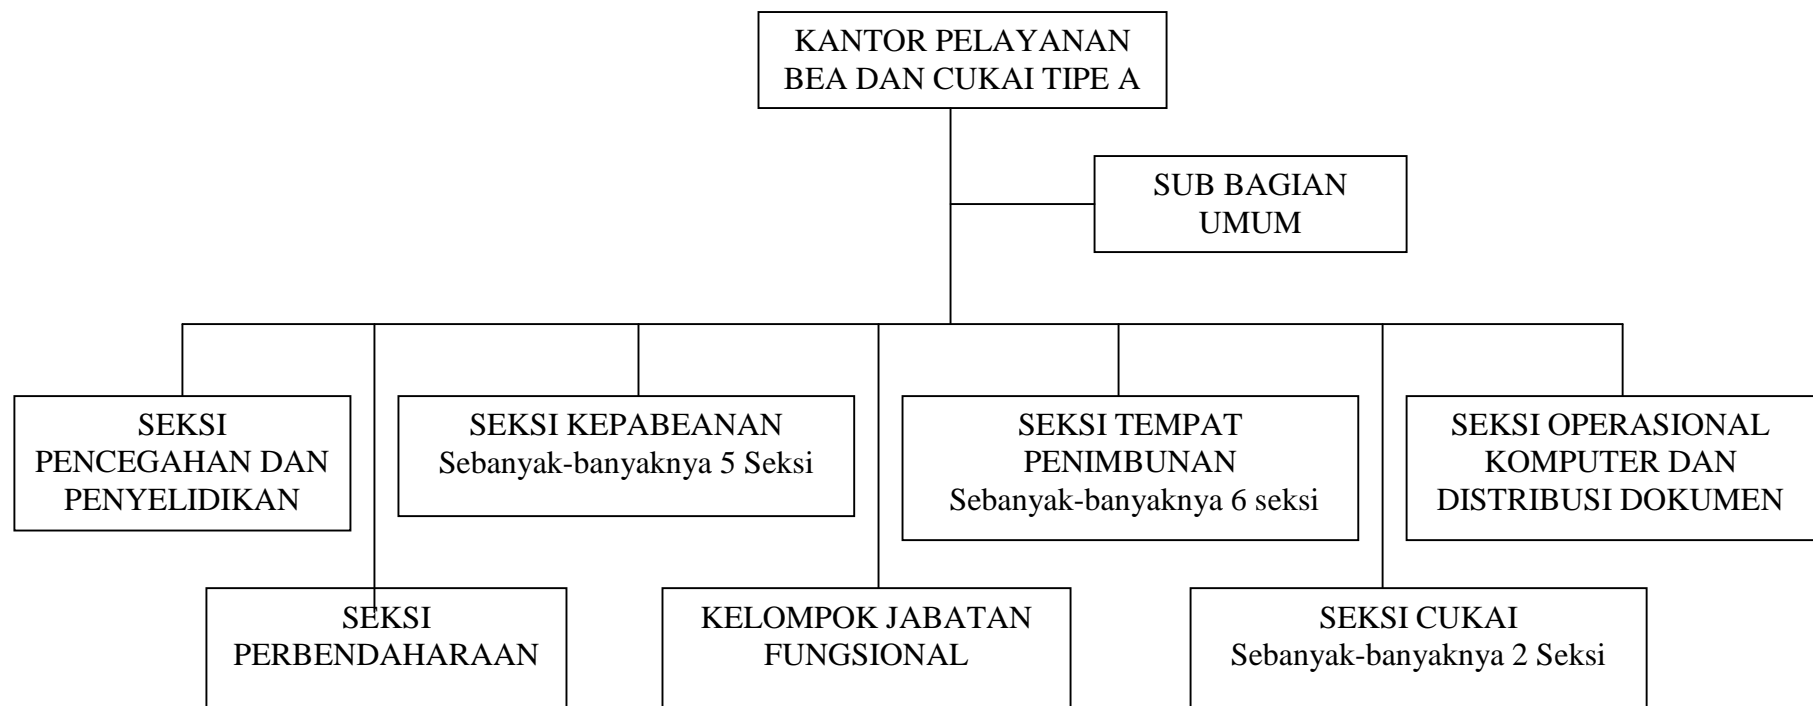 KANTOR PELAYANAN
BEA DAN CUKAI TIPE A
SUB BAGIAN
UMUM
SEKSI
PENCEGAHAN DAN
PENYELIDIKAN
SEKSI KEPABEANAN
Sebanyak-banyaknya 5 Seksi
SEKSI TEMPAT
PENIMBUNAN
Sebanyak-banyaknya 6 seksi
SEKSI OPERASIONAL
KOMPUTER DAN
DISTRIBUSI DOKUMEN
SEKSI
PERBENDAHARAAN
KELOMPOK JABATAN
FUNGSIONAL
SEKSI CUKAI
Sebanyak-banyaknya 2 Seksi